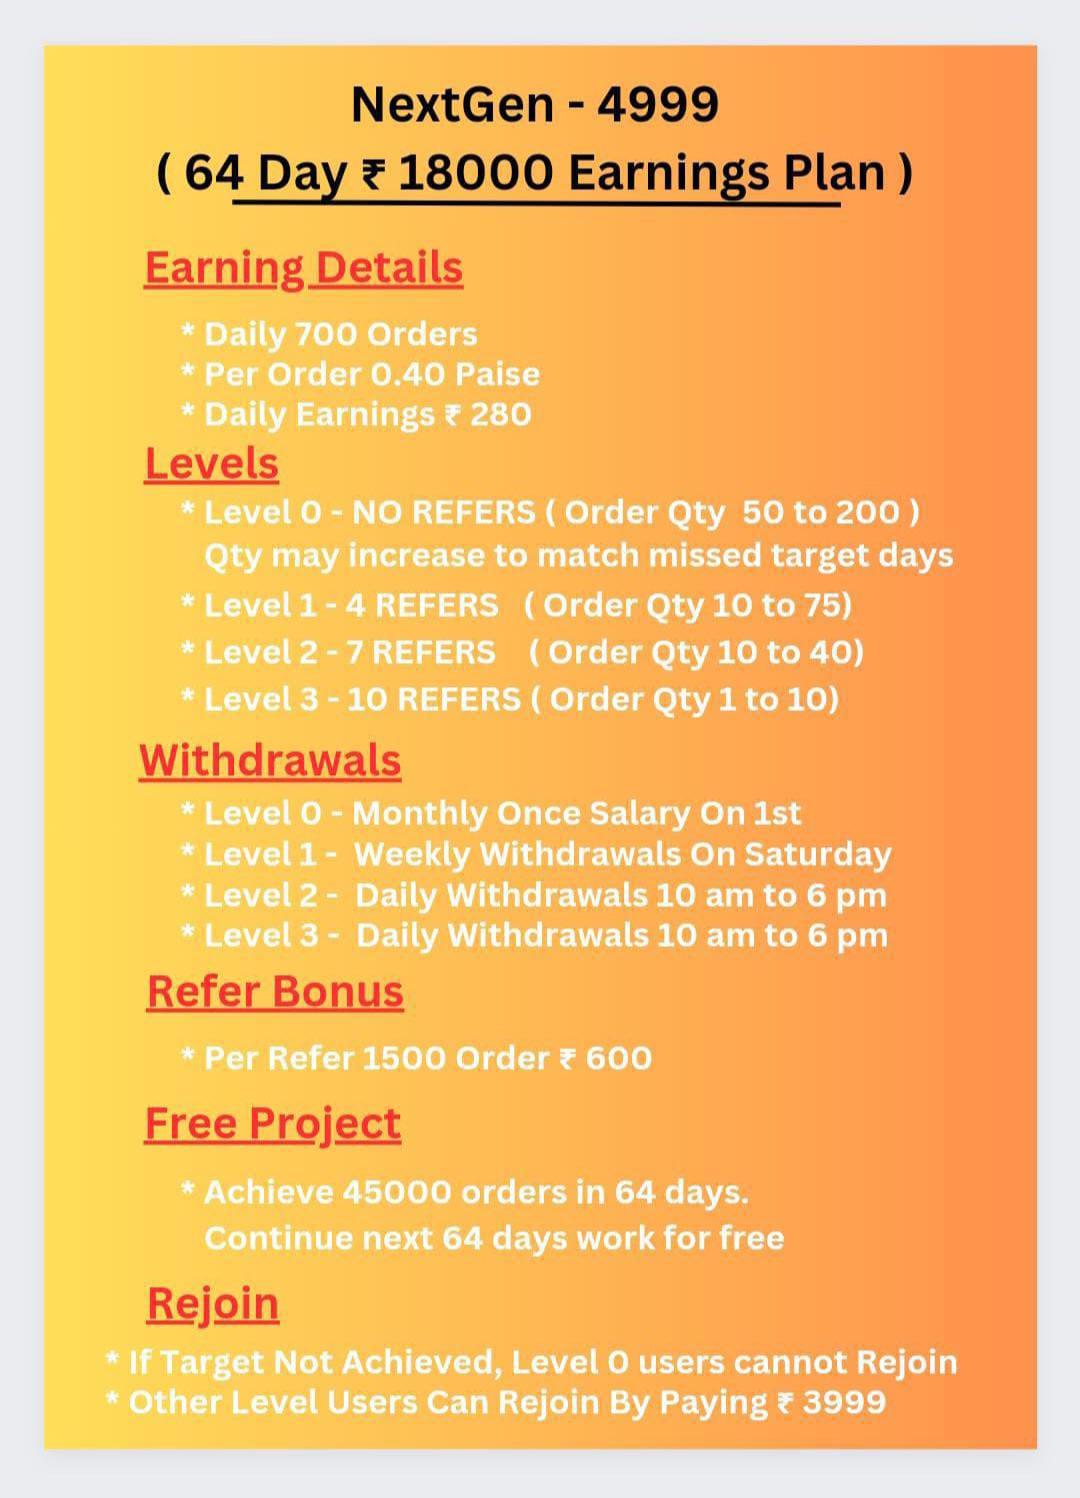 NextGen - 4999
( 64 Day ₹ 18000 Earnings Plan )
Earning Details
* Daily 700 Orders
* Per Order 0.40 Paise
* Daily Earnings ₹ 280
Levels
* Level 0 - NO REFERS ( Order Qty 50 to 200 )
Qty may increase to match missed target days
* Level 1 - 4 REFERS ( Order Qty 10 to 75)
* Level 2 - 7 REFERS ( Order Qty 10 to 40)
* Level 3 - 10 REFERS ( Order Qty 1 to 10)
Withdrawals
* Level 0 - Monthly Once Salary On 1st
* Level 1 - Weekly Withdrawals On Saturday
* Level 2 - Daily Withdrawals 10 am to 6 pm
* Level 3 - Daily Withdrawals 10 am to 6 pm
Refer Bonus
* Per Refer 1500 Order ₹ 600
Free Project
* Achieve 45000 orders in 64 days.
Continue next 64 days work for free
Rejoin
* If Target Not Achieved, Level 0 users cannot Rejoin
* Other Level Users Can Rejoin By Paying ₹ 3999